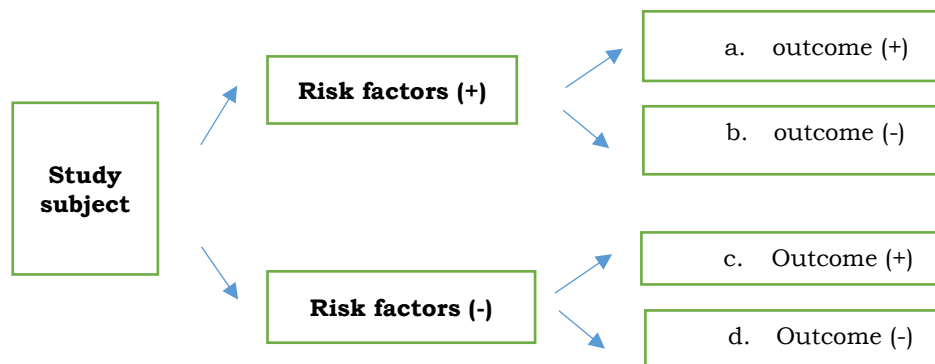 Study
subject
Risk factors (+)
a. outcome (+)
b. outcome (-)
Risk factors (-)
c. Outcome (+)
d. Outcome (-)